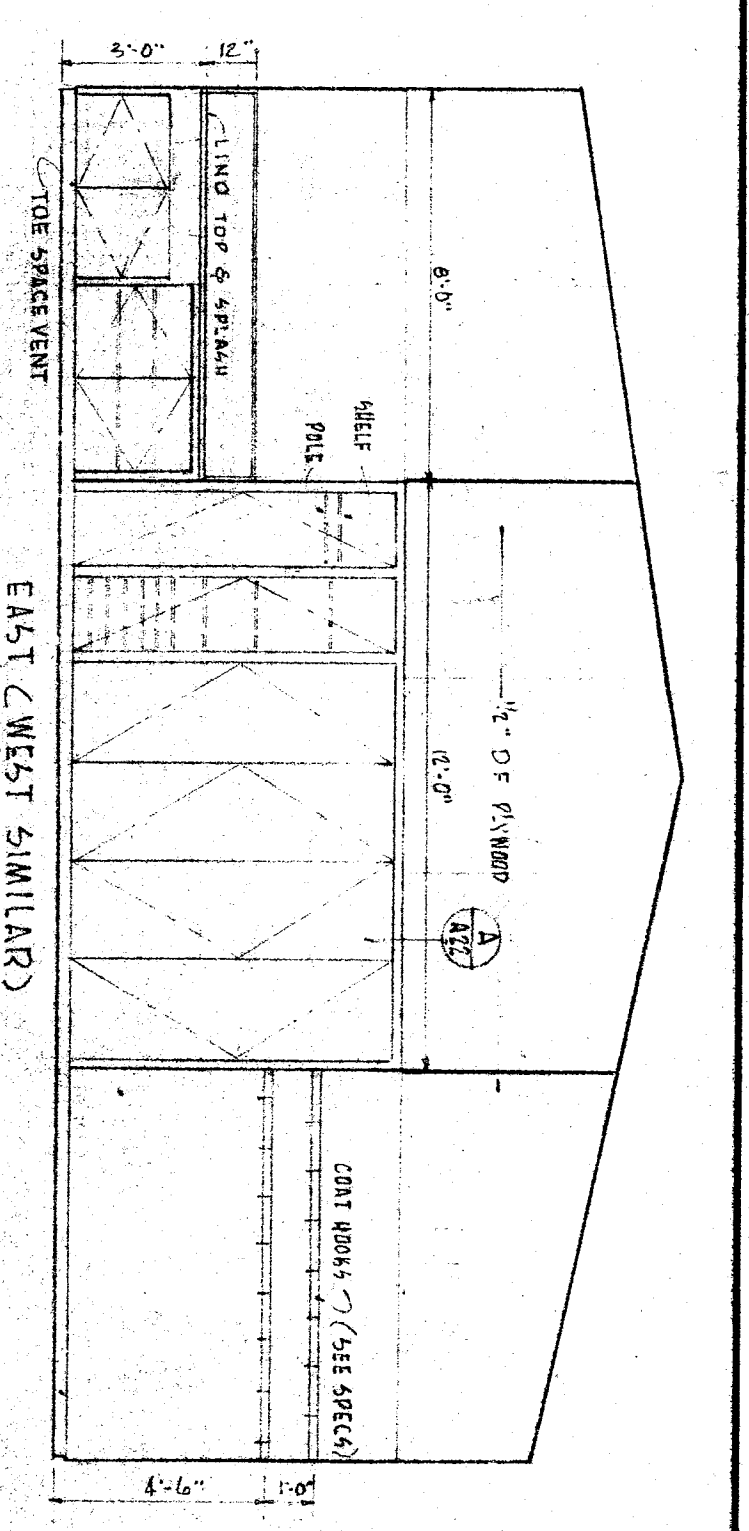 3'-0"
12"
LINO TOP & SPLASH
TOE SPACE VENT
8'-0"
SHELF
POLE
1/2" DF PLYWOOD
12'-0"
A
A22
COAT HOOKS (SEE SPECS)
4'-6"
1'-0"
EAST (WEST SIMILAR)